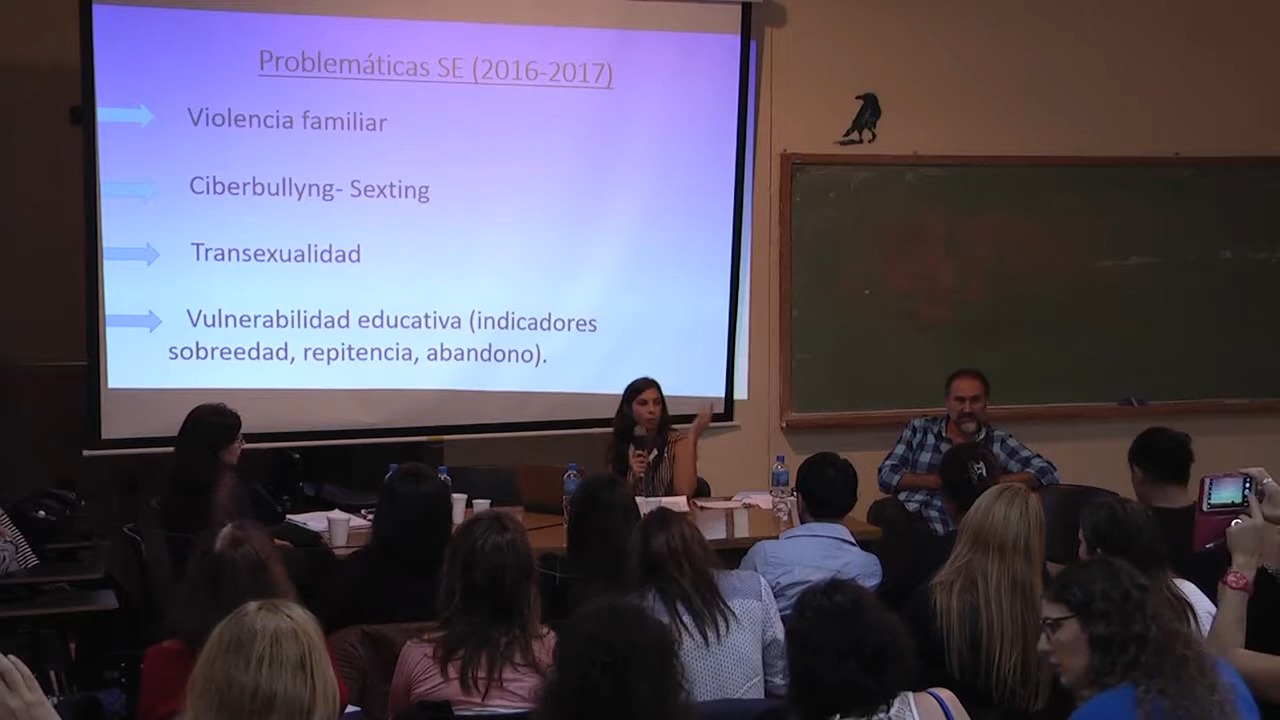 Problemáticas SE (2016-2017)
Violencia familiar
Ciberbullyng- Sexting
Transexualidad
Vulnerabilidad educativa (indicadores
sobreedad, repitencia, abandono).